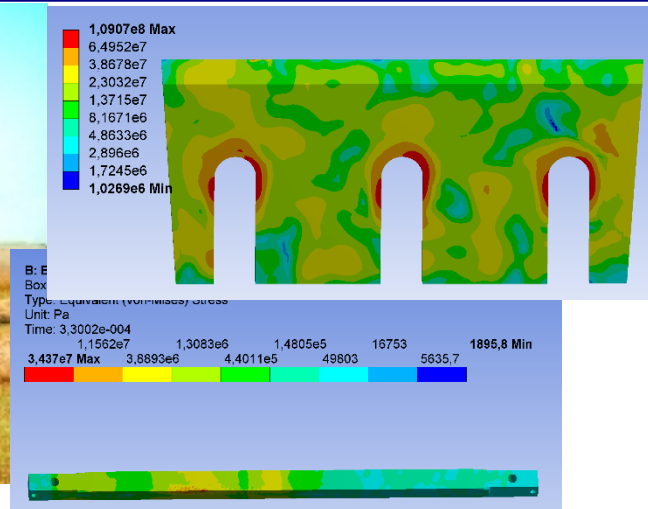 1,0907e8 Max
6,4952e7
3,8678e7
2,3032e7
1,3715e7
8,1671e6
4,8633e6
2,896e6
1,7245e6
1,0269e6 Min
B: E
Box
Type: Equivalent (von-Mises) Stress
Unit: Pa
Time: 3,3002e-004
1,1562e7 1,3083e6 1,4805e5 16753 1895,8 Min
3,437e7 Max 3,8893e6 4,4011e5 49803 5635,7